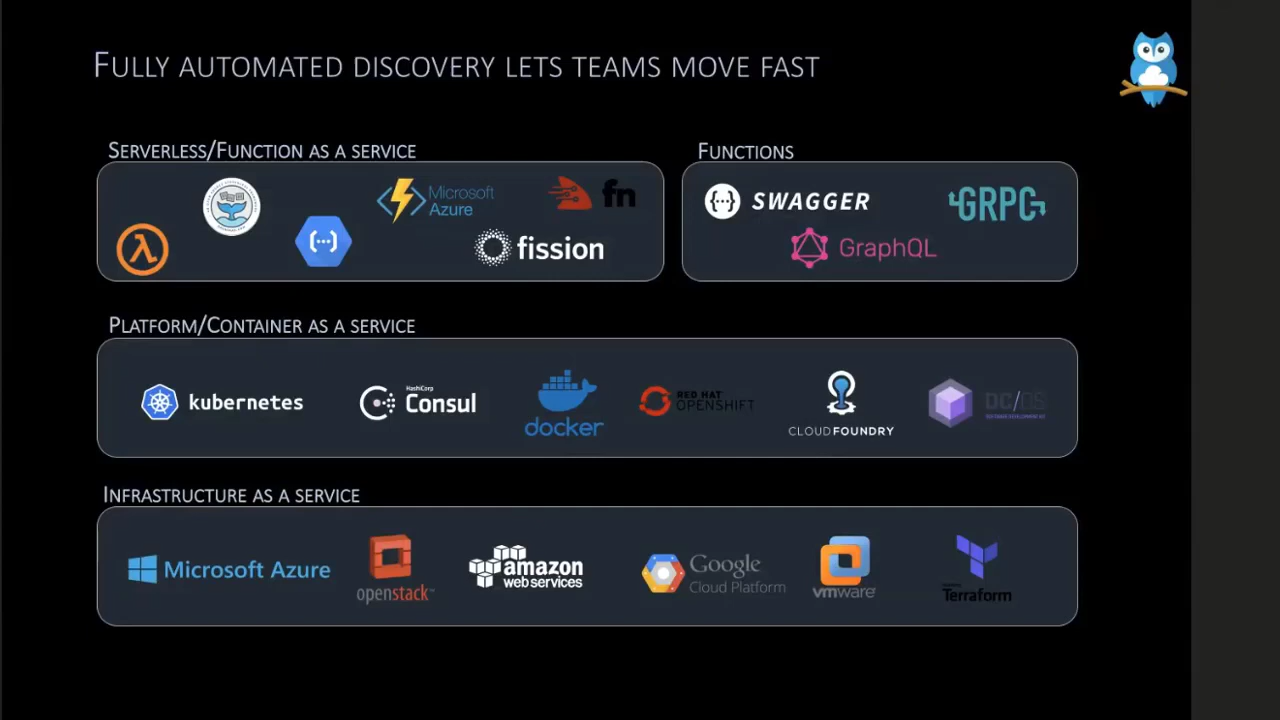 FULLY AUTOMATED DISCOVERY LETS TEAMS MOVE FAST
SERVERLESS/FUNCTION AS A SERVICE
Microsoft
Azure
fn
fission
FUNCTIONS
SWAGGER
GRPC
GraphQL
PLATFORM/CONTAINER AS A SERVICE
kubernetes
HashiCorp
Consul
docker
RED HAT
OPENSHIFT
CLOUD FOUNDRY
DC/OS
INFRASTRUCTURE AS A SERVICE
Microsoft Azure
openstack
amazon
web services
Google
Cloud Platform
vmware
Terraform